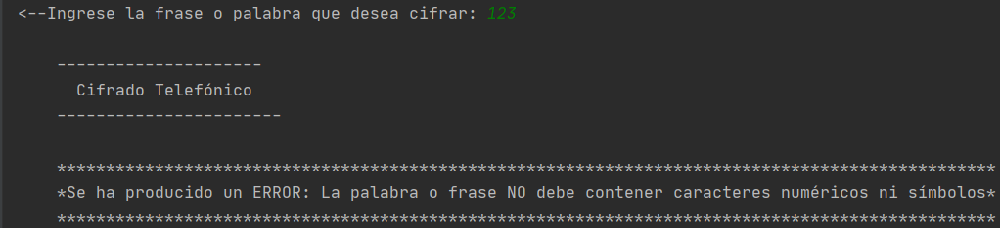 <--Ingrese la frase o palabra que desea cifrar: 123
---------------------
Cifrado Telefónico
-----------------------
************************************************************************************************
*Se ha producido un ERROR: La palabra o frase NO debe contener caracteres numéricos ni símbolos*
************************************************************************************************